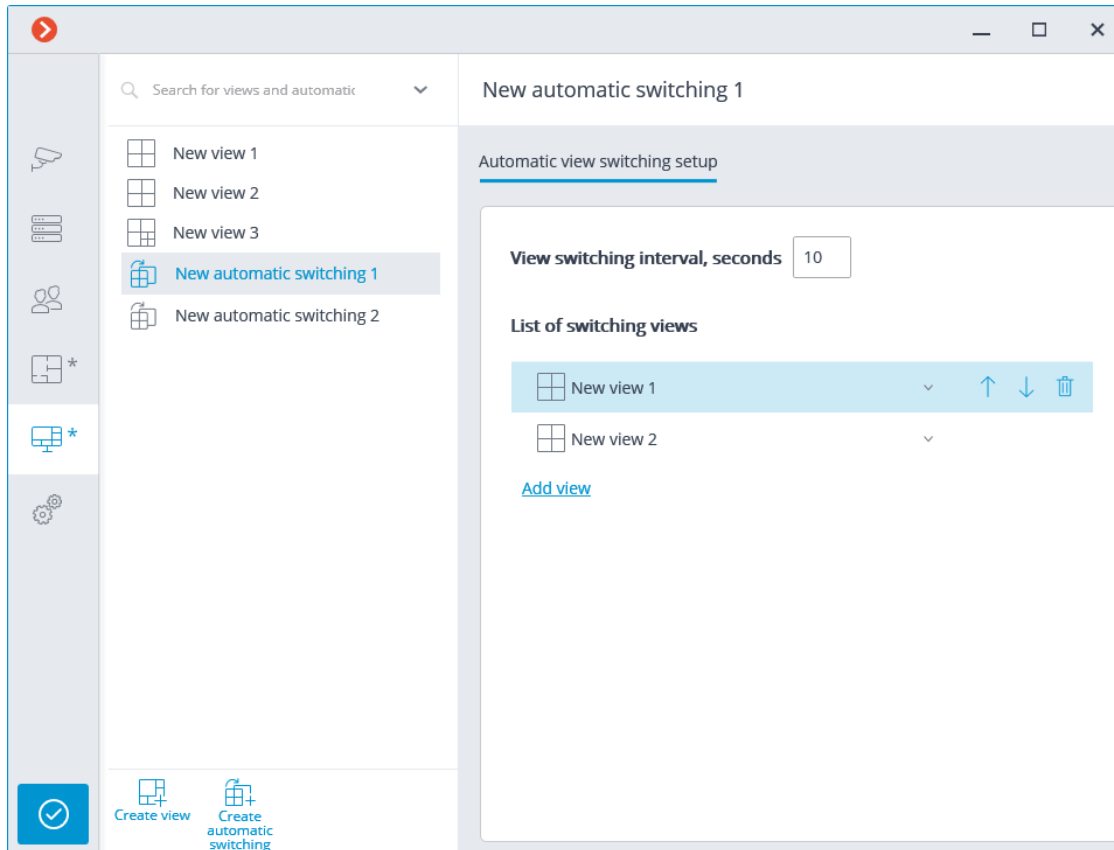 Search for views and automatic
New view 1
New view 2
New view 3
New automatic switching 1
New automatic switching 2
Create view
Create
automatic
switching
New automatic switching 1
Automatic view switching setup
View switching interval, seconds 10
List of switching views
New view 1
New view 2
Add view
*
*